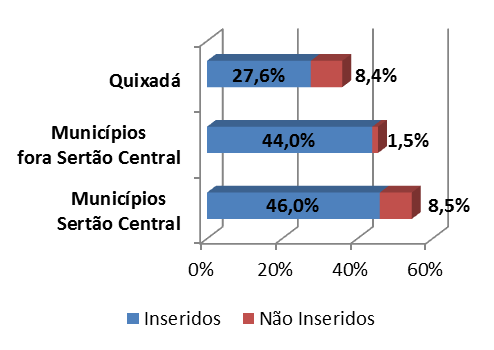 Quixadá
27,6%
8,4%
Municípios
fora Sertão Central
44,0%
1,5%
Municípios
Sertão Central
46,0%
8,5%
0%
20%
40%
60%
Inseridos
Não Inseridos